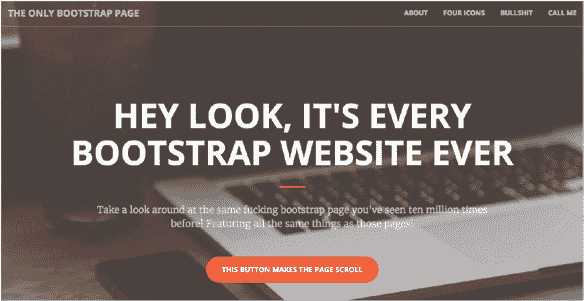 THE ONLY BOOTSTRAP PAGE
ABOUT FOUR ICONS BULLSHIT CALL ME
HEY LOOK, IT'S EVERY
BOOTSTRAP WEBSITE EVER
Take a look around at the same fucking bootstrap page you've seen ten million times
before! Featuring all the same things as those pages!
THIS BUTTON MAKES THE PAGE SCROLL